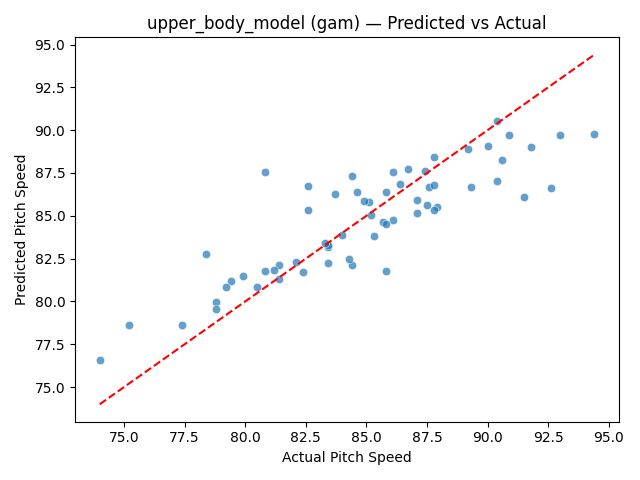 upper_body_model (gam) — Predicted vs Actual
95.0
92.5
90.0
87.5
85.0
82.5
80.0
77.5
75.0
Predicted Pitch Speed
75.0 77.5 80.0 82.5 85.0 87.5 90.0 92.5 95.0
Actual Pitch Speed